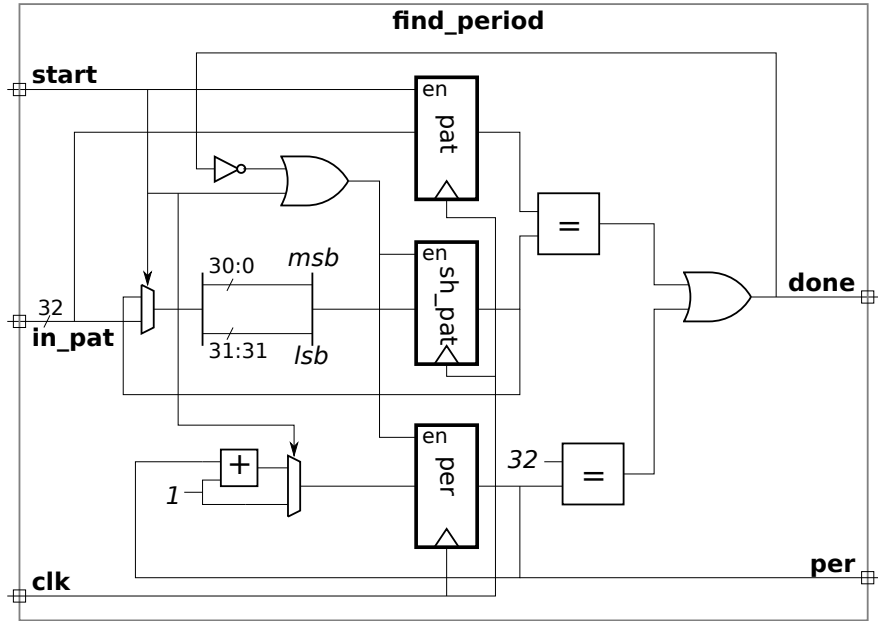 find_period
start
en
pat
30:0
msb
en
sh_pat
=
done
32
in_pat
31:31
lsb
en
per
+
1
32
=
per
clk